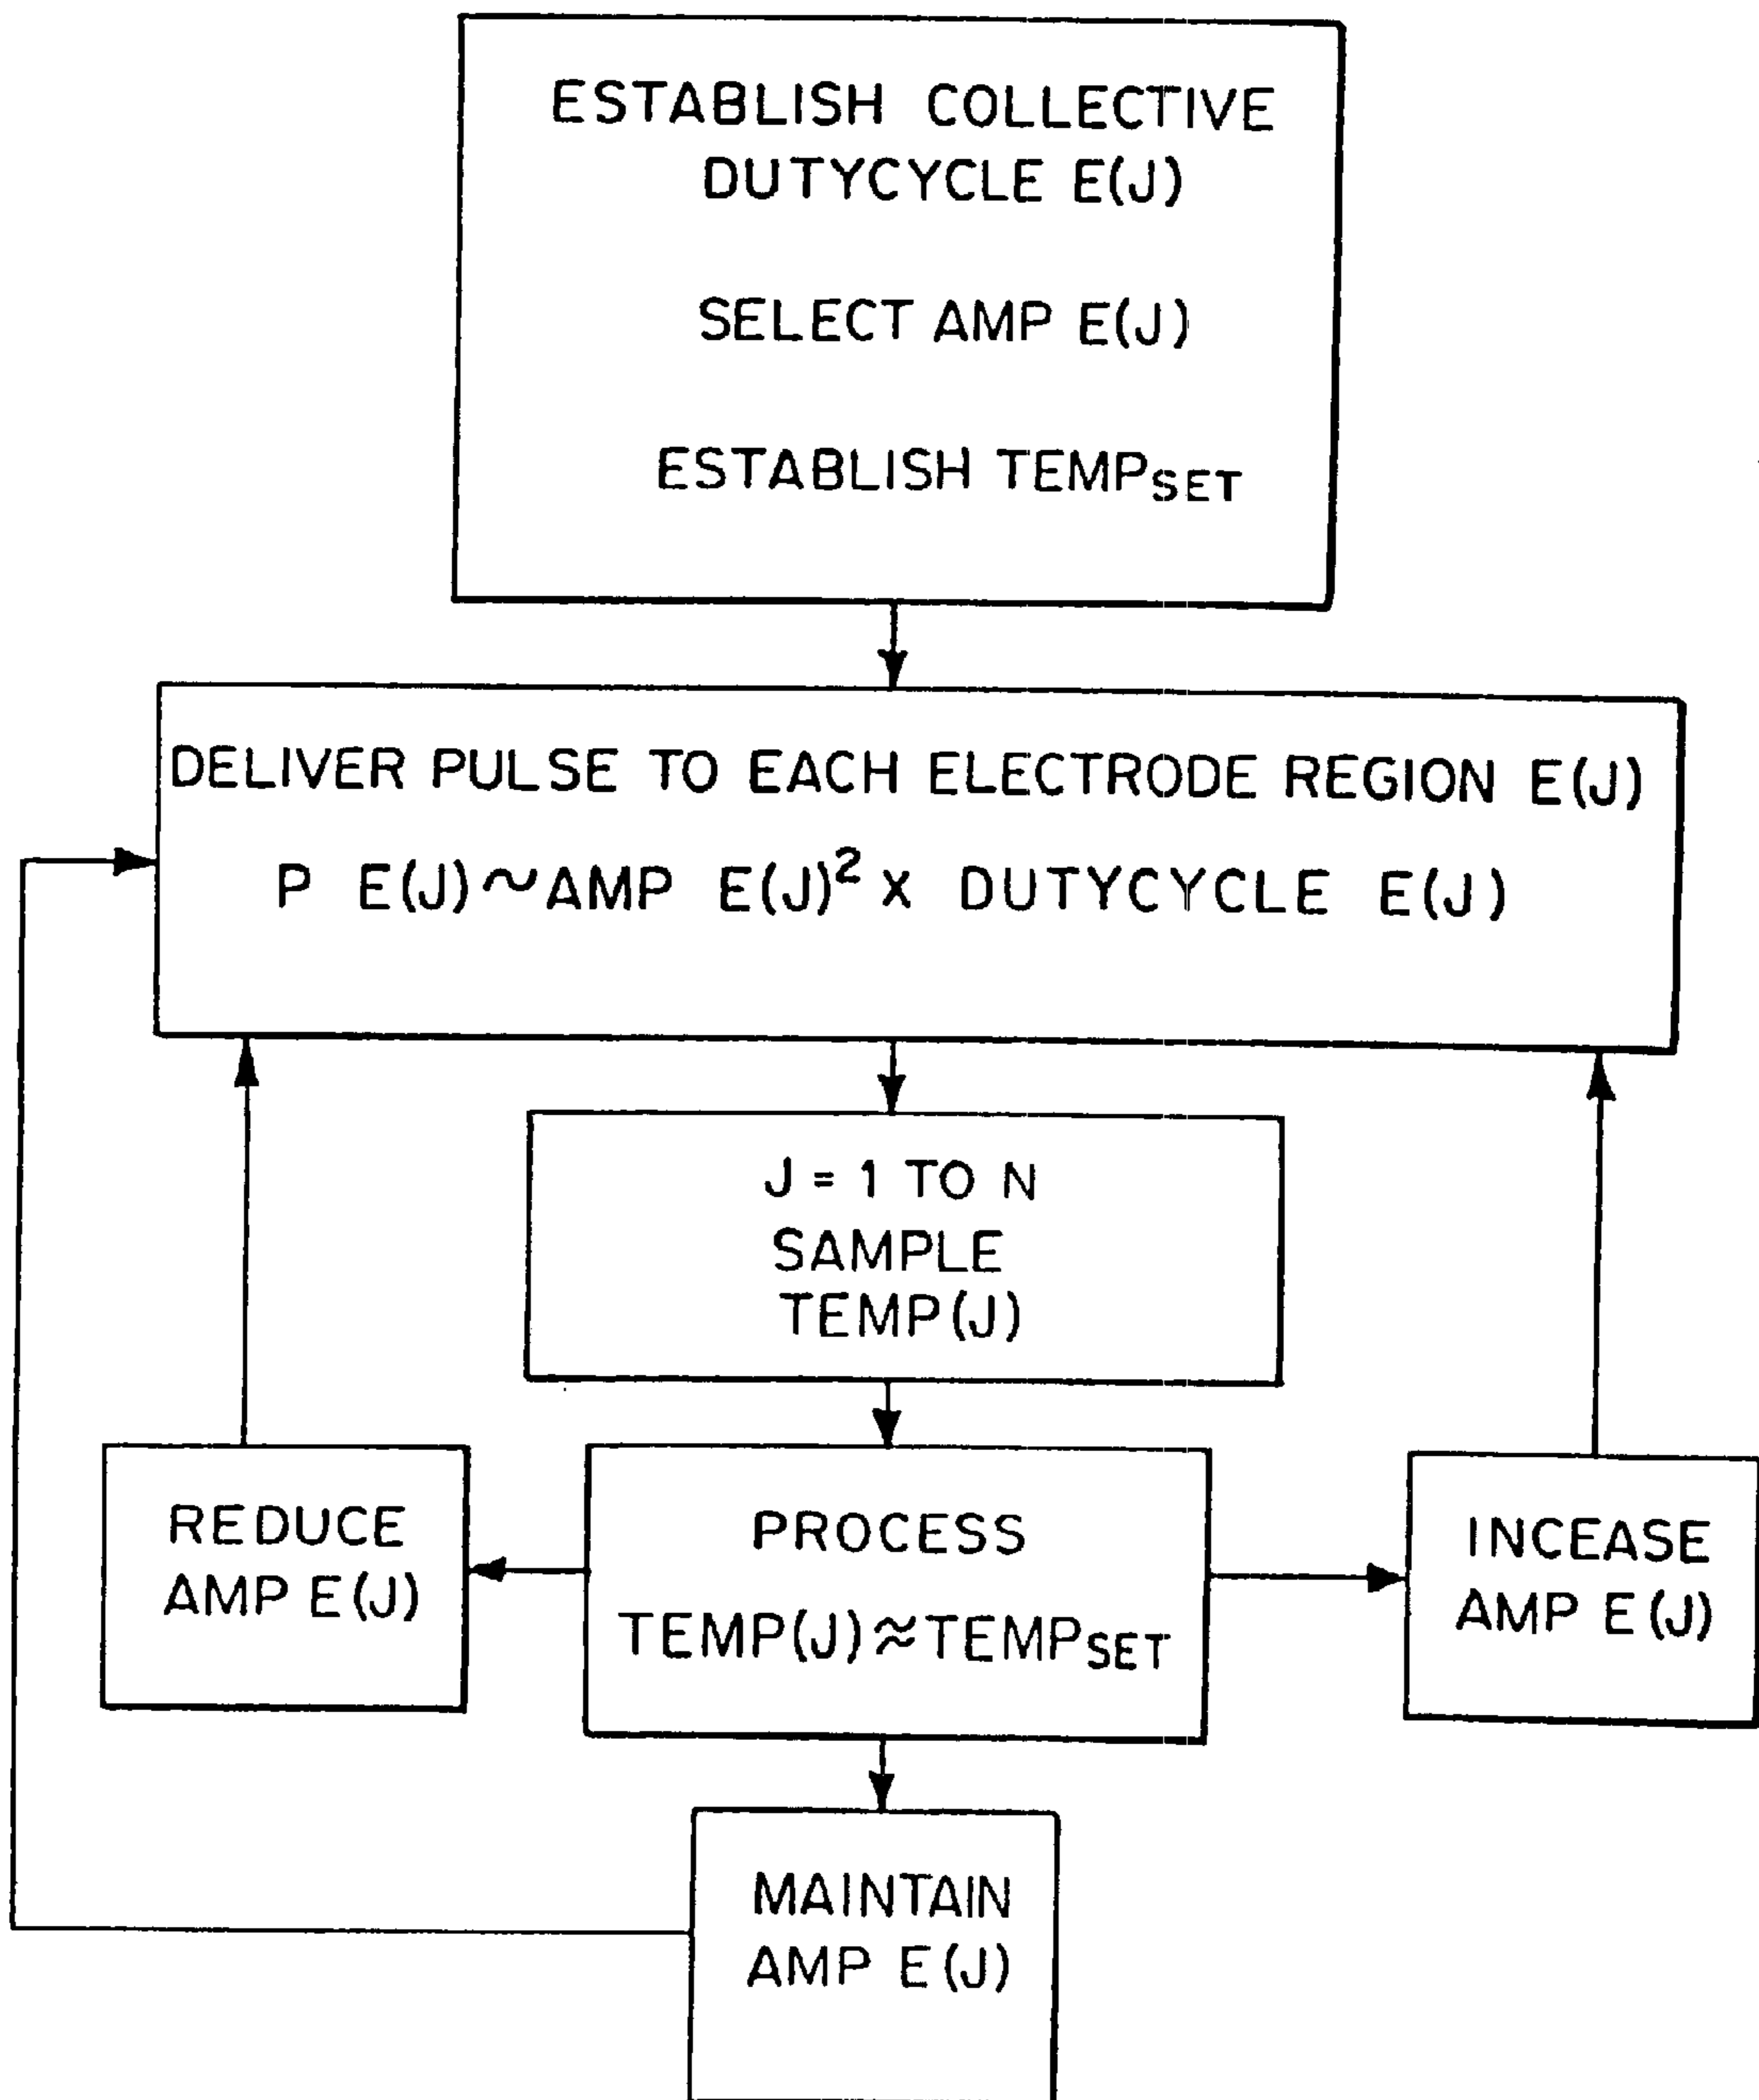 ESTABLISH COLLECTIVE
DUTYCYCLE E(J)
SELECT AMP E(J)
ESTABLISH TEMPSET
DELIVER PULSE TO EACH ELECTRODE REGION E(J)
P E(J)~AMP E(J)² x DUTYCYCLE E(J)
J = 1 TO N
SAMPLE
TEMP(J)
REDUCE
AMP E(J)
PROCESS
TEMP(J)≈TEMPSET
INCEASE
AMP E(J)
MAINTAIN
AMP E(J)